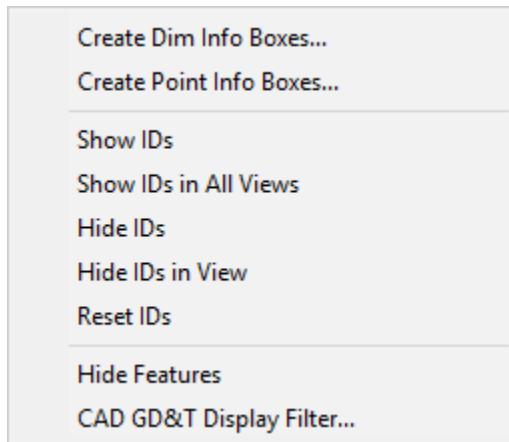 Create Dim Info Boxes...
Create Point Info Boxes...
Show IDs
Show IDs in All Views
Hide IDs
Hide IDs in View
Reset IDs
Hide Features
CAD GD&T Display Filter...